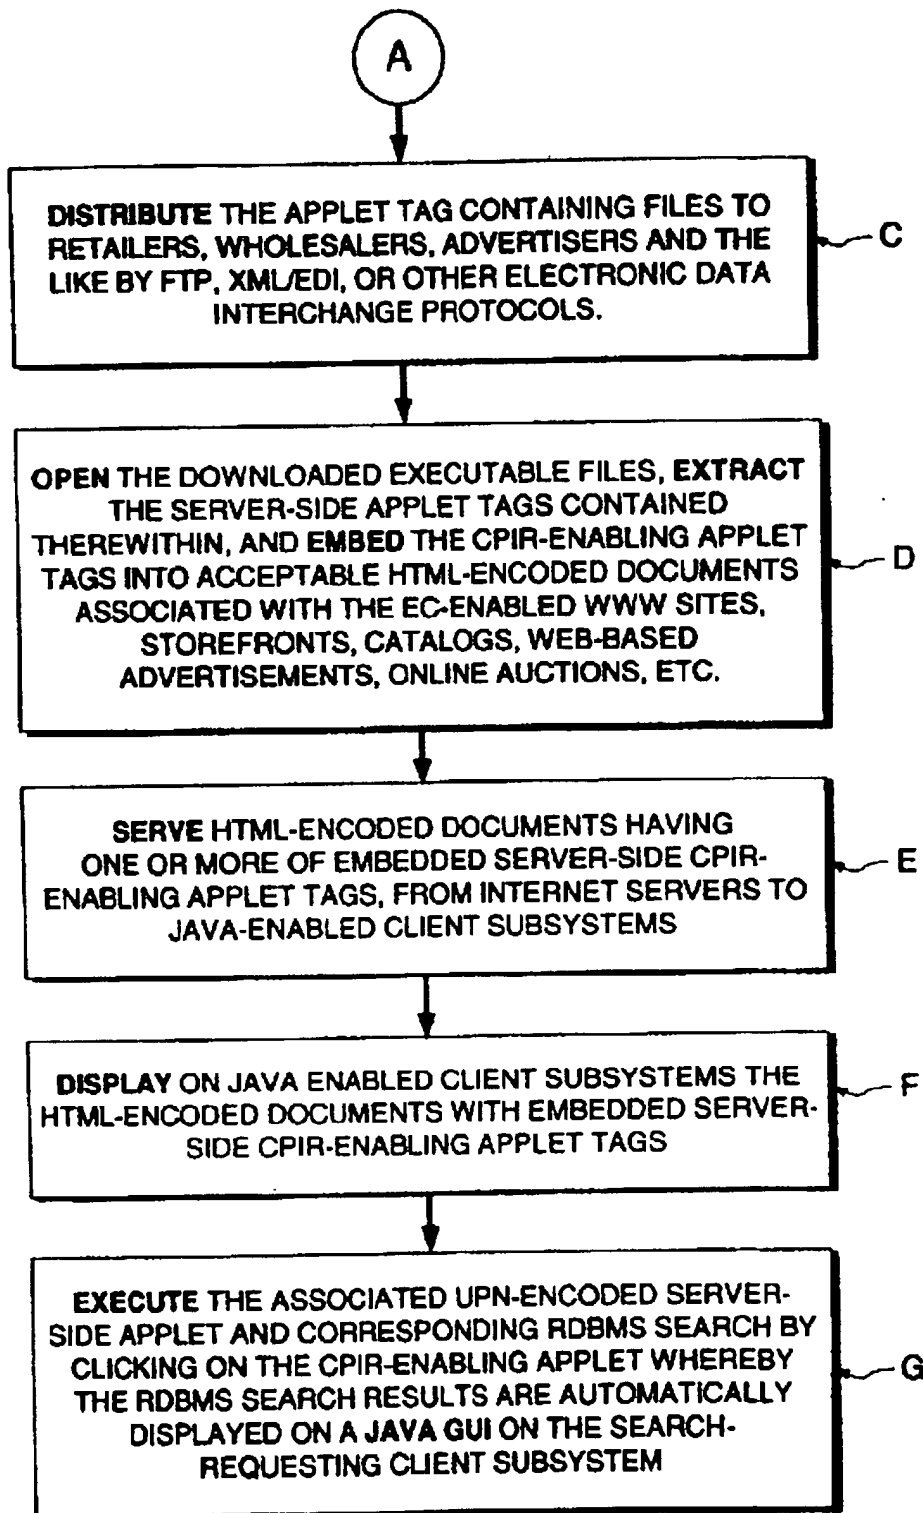 A
DISTRIBUTE THE APPLET TAG CONTAINING FILES TO
RETAILERS, WHOLESALERS, ADVERTISERS AND THE
LIKE BY FTP, XML/EDI, OR OTHER ELECTRONIC DATA
INTERCHANGE PROTOCOLS.
C
OPEN THE DOWNLOADED EXECUTABLE FILES, EXTRACT
THE SERVER-SIDE APPLET TAGS CONTAINED
THEREWITHIN, AND EMBED THE CPIR-ENABLING APPLET
TAGS INTO ACCEPTABLE HTML-ENCODED DOCUMENTS
ASSOCIATED WITH THE EC-ENABLED WWW SITES,
STOREFRONTS, CATALOGS, WEB-BASED
ADVERTISEMENTS, ONLINE AUCTIONS, ETC.
D
SERVE HTML-ENCODED DOCUMENTS HAVING
ONE OR MORE OF EMBEDDED SERVER-SIDE CPIR-
ENABLING APPLET TAGS, FROM INTERNET SERVERS TO
JAVA-ENABLED CLIENT SUBSYSTEMS
E
DISPLAY ON JAVA ENABLED CLIENT SUBSYSTEMS THE
HTML-ENCODED DOCUMENTS WITH EMBEDDED SERVER-
SIDE CPIR-ENABLING APPLET TAGS
F
EXECUTE THE ASSOCIATED UPN-ENCODED SERVER-
SIDE APPLET AND CORRESPONDING RDBMS SEARCH BY
CLICKING ON THE CPIR-ENABLING APPLET WHEREBY
THE RDBMS SEARCH RESULTS ARE AUTOMATICALLY
DISPLAYED ON A JAVA GUI ON THE SEARCH-
REQUESTING CLIENT SUBSYSTEM
G